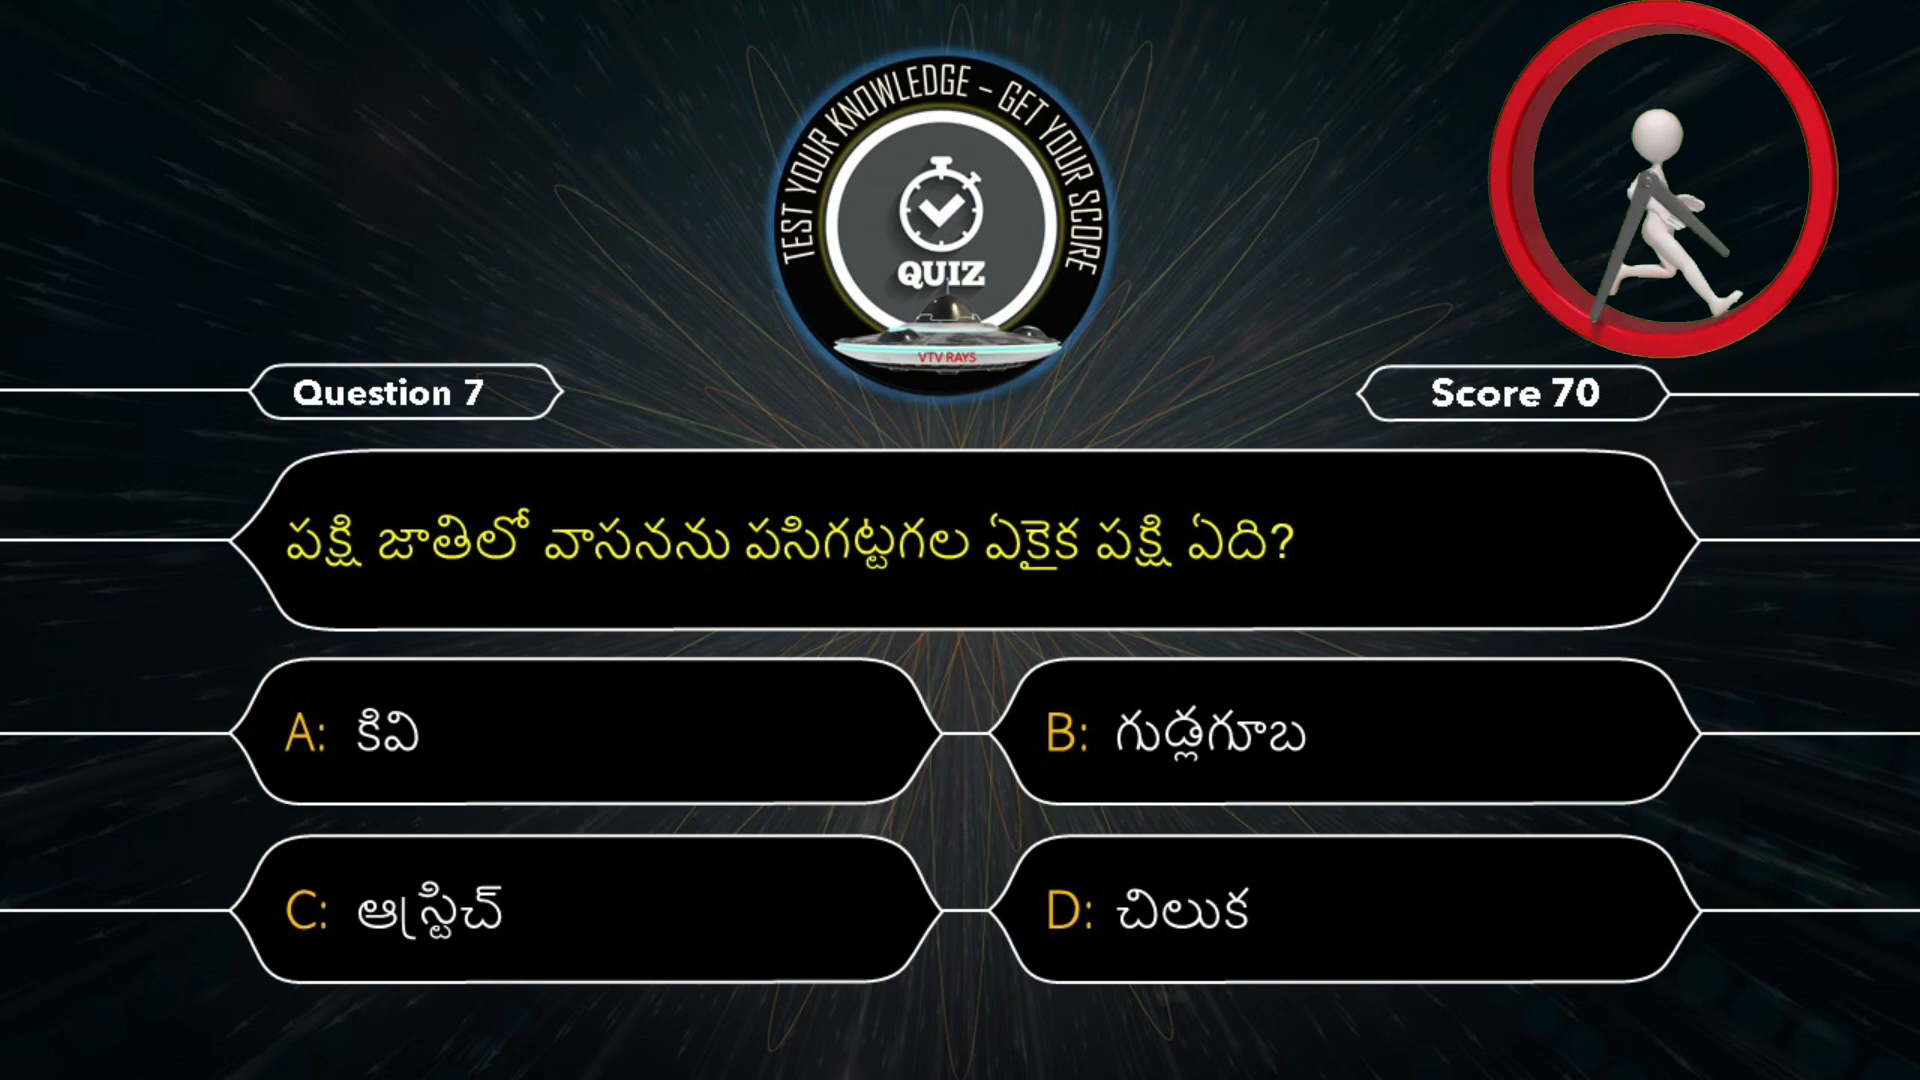 TEST YOUR KNOWLEDGE – GET YOUR SCORE
QUIZ
VTV RAYS
Question 7
Score 70
పక్షి జాతిలో వాసనను పసిగట్టగల ఏకైక పక్షి ఏది?
A: కివి
B: గుడ్లగూబ
C: ఆస్ట్రిచ్
D: చిలుక